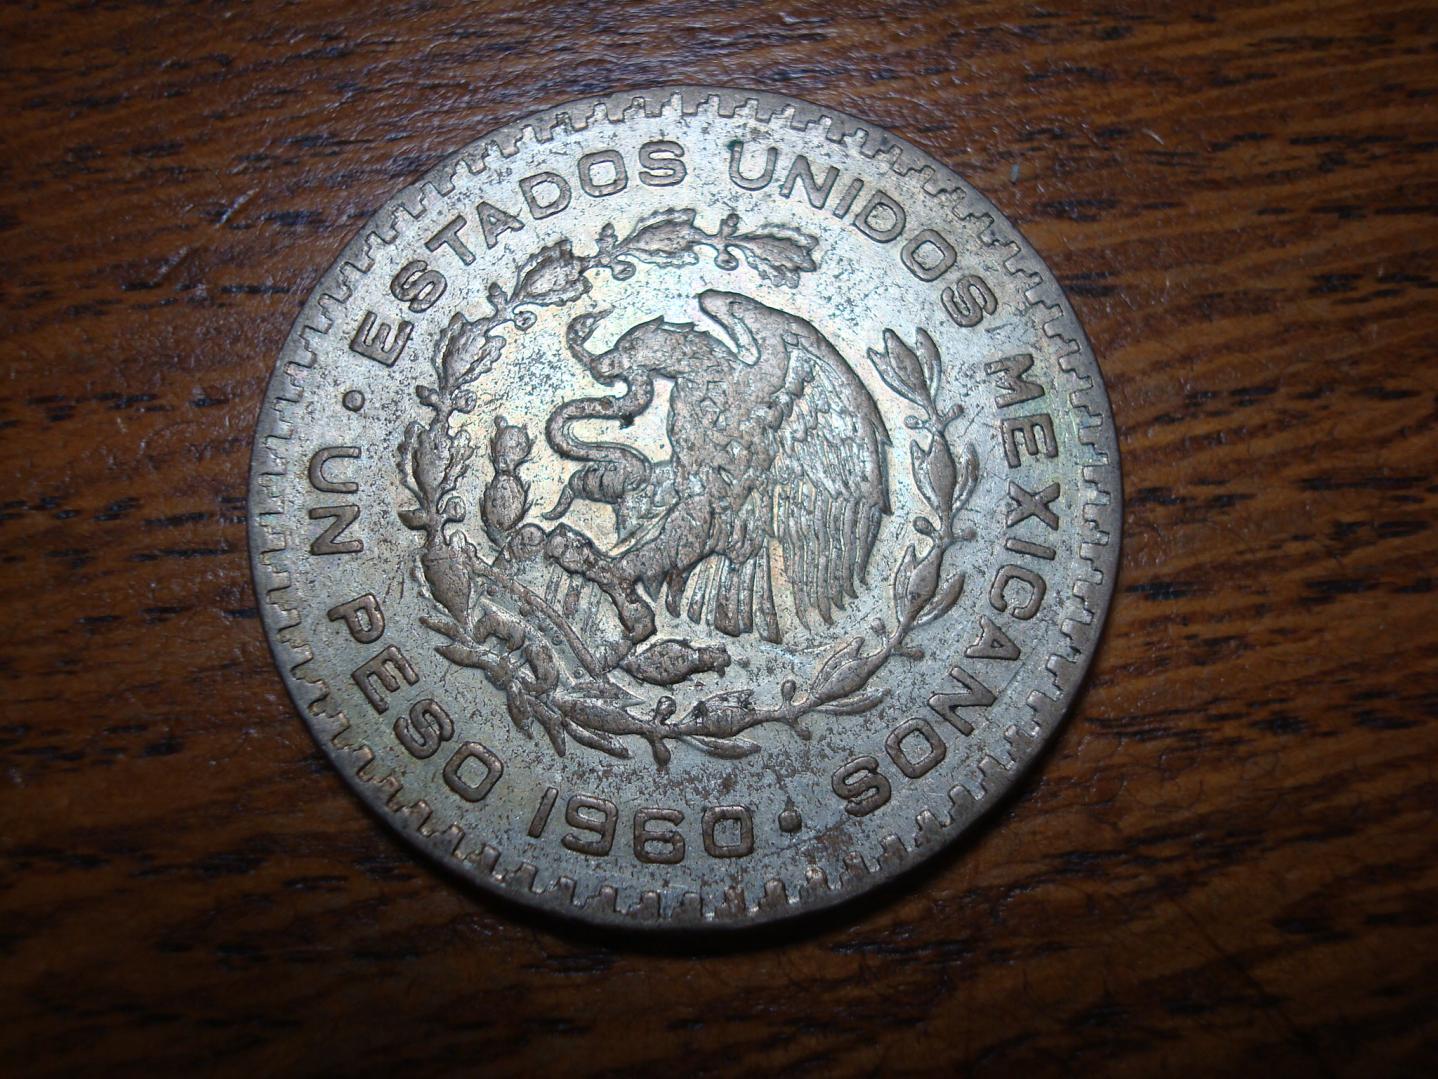 ESTADOS UNIDOS MEXICANOS
UN PESO 1960